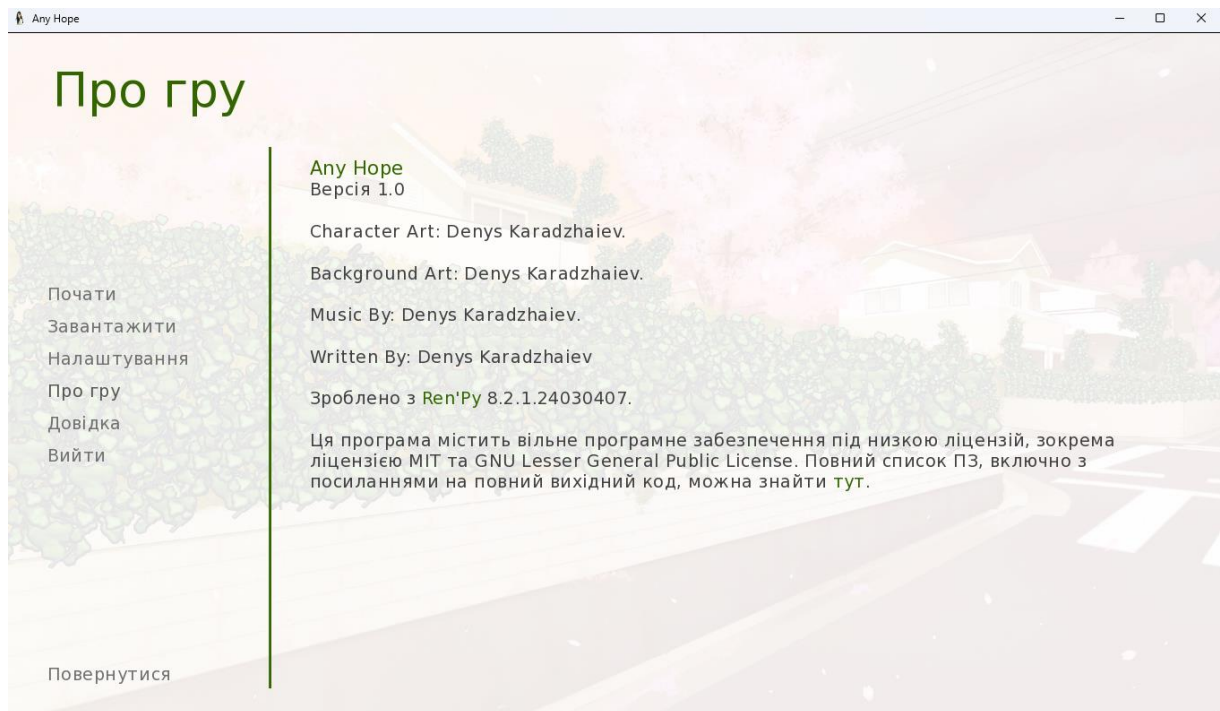 Any Hope
Про гру
Any Hope
Версія 1.0
Character Art: Denys Karadzhaiev.
Background Art: Denys Karadzhaiev.
Music By: Denys Karadzhaiev.
Written By: Denys Karadzhaiev
Зроблено з Ren'Py 8.2.1.24030407.
Ця програма містить вільне програмне забезпечення під низкою ліцензій, зокрема
ліцензією MIT та GNU Lesser General Public License. Повний список ПЗ, включно з
посиланнями на повний вихідний код, можна знайти тут.
Почати
Завантажити
Налаштування
Про гру
Довідка
Вийти
Повернутися